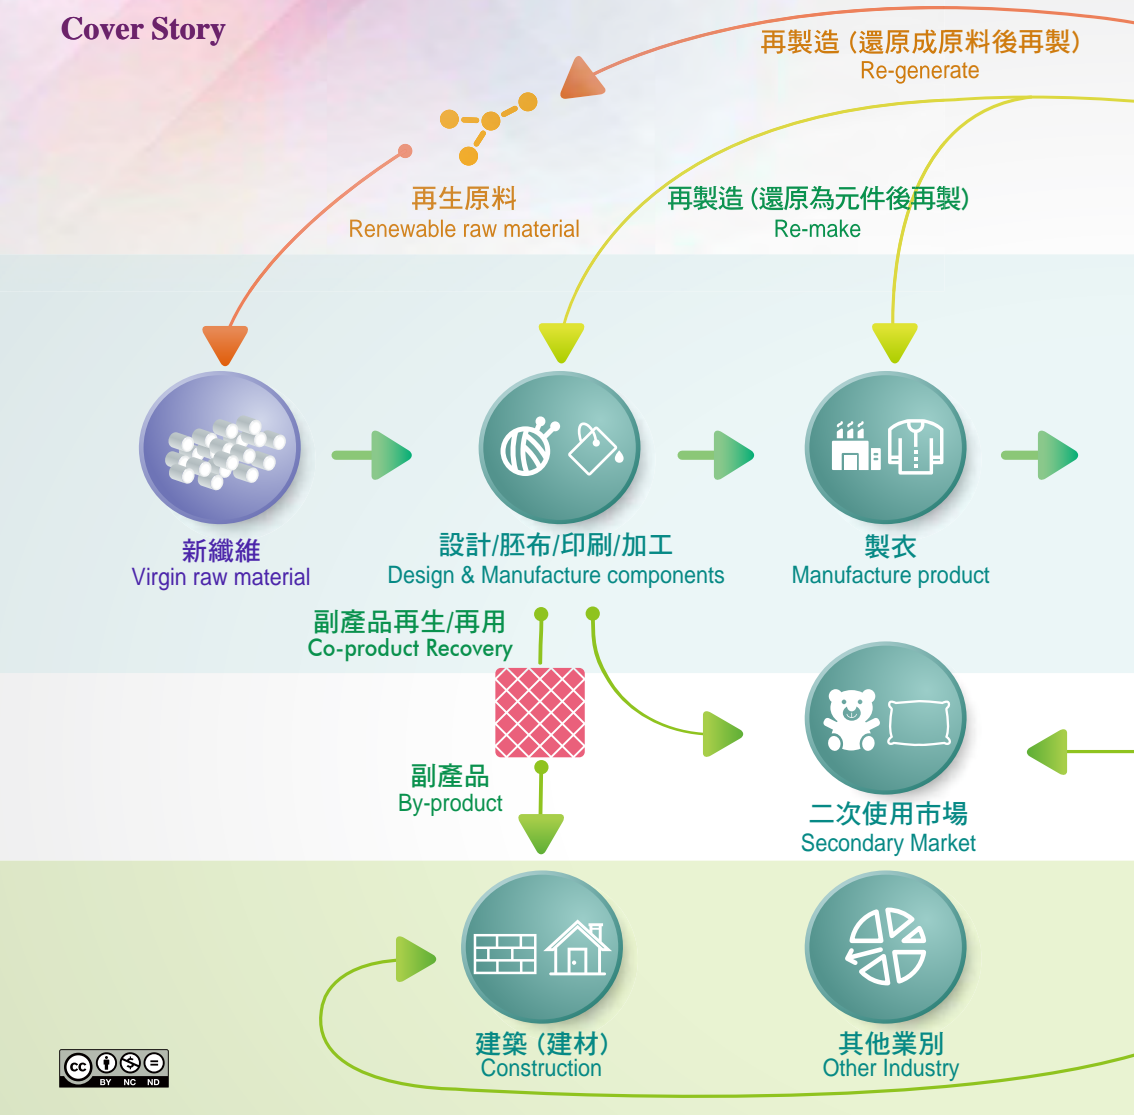 Cover Story
再製造（還原成原料後再製）
Re-generate
再生原料
Renewable raw material
再製造（還原為元件後再製）
Re-make
新纖維
Virgin raw material
設計/胚布/印刷/加工
Design & Manufacture components
製衣
Manufacture product
副產品再生/再用
Co-product Recovery
副產品
By-product
二次使用市場
Secondary Market
建築（建材）
Construction
其他業別
Other Industry
cc
BY NC ND